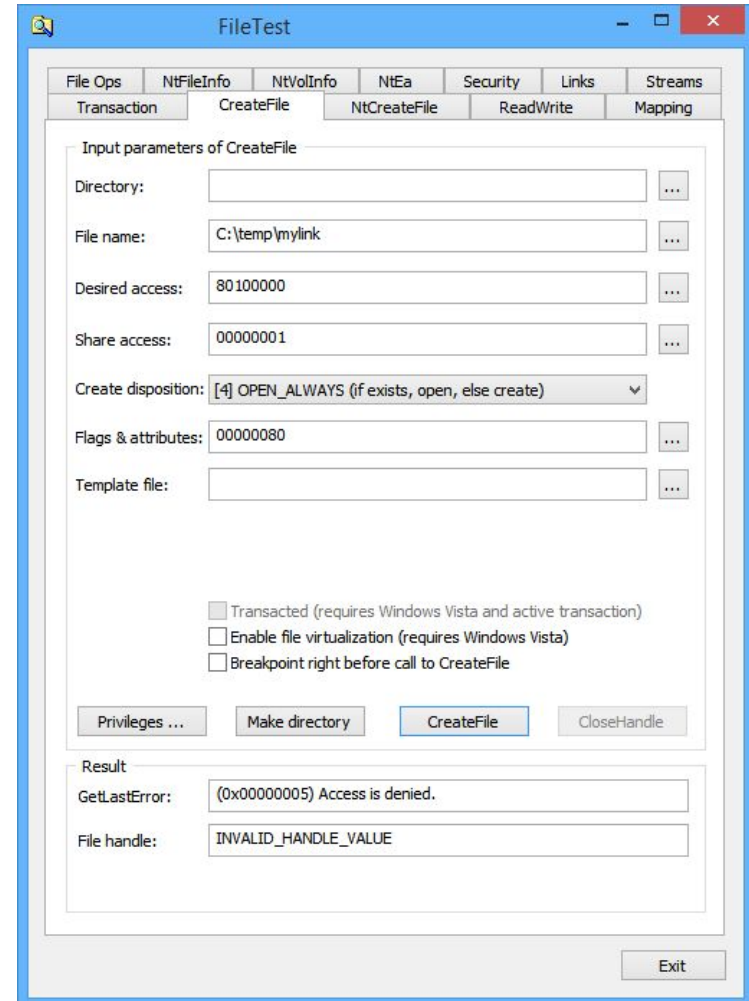 FileTest
File Ops NtFileInfo NtVolInfo NtEa Security Links Streams
Transaction CreateFile NtCreateFile ReadWrite Mapping
Input parameters of CreateFile
Directory: ...
File name: C:\temp\mylink ...
Desired access: 80100000 ...
Share access: 00000001 ...
Create disposition: [4] OPEN_ALWAYS (if exists, open, else create)
Flags & attributes: 00000080 ...
Template file: ...
Transacted (requires Windows Vista and active transaction)
Enable file virtualization (requires Windows Vista)
Breakpoint right before call to CreateFile
Privileges ... Make directory CreateFile CloseHandle
Result
GetLastError: (0x00000005) Access is denied.
File handle: INVALID_HANDLE_VALUE
Exit